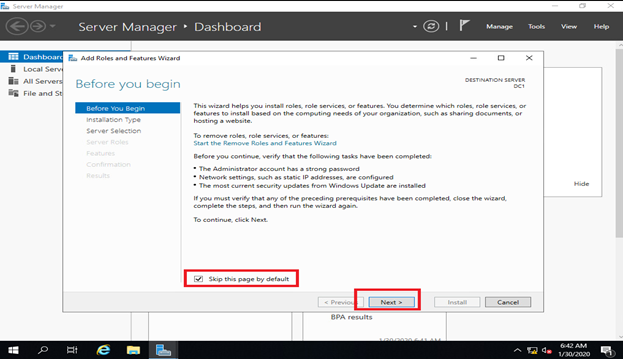 Server Manager
Server Manager ▸ Dashboard
Manage Tools View Help
Dashboard
Local Serve
All Servers
File and St
Add Roles and Features Wizard
Before you begin
DESTINATION SERVER
DC1
Before You Begin
Installation Type
Server Selection
Server Roles
Features
Confirmation
Results
This wizard helps you install roles, role services, or features. You determine which roles, role services, or
features to install based on the computing needs of your organization, such as sharing documents, or
hosting a website.
To remove roles, role services, or features:
Start the Remove Roles and Features Wizard
Before you continue, verify that the following tasks have been completed:
• The Administrator account has a strong password
• Network settings, such as static IP addresses, are configured
• The most current security updates from Windows Update are installed
If you must verify that any of the preceding prerequisites have been completed, close the wizard,
complete the steps, and then run the wizard again.
To continue, click Next.
Hide
Skip this page by default
< Previous Next > Install Cancel
BPA results
1/30/2020 6:41 AM
6:42 AM
1/30/2020
1